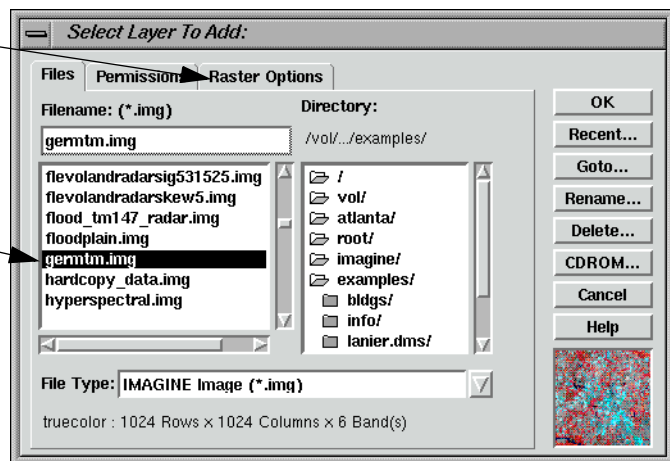 Select Layer To Add:
Files Permissions Raster Options
Filename: (*.img)
germtm.img
flevolandradarsig531525.img
flevolandradarskew5.img
flood_tm147_radar.img
floodplain.img
germtm.img
hardcopy_data.img
hyperspectral.img
Directory:
/vol/.../examples/
/
vol/
atlanta/
root/
imagine/
examples/
bldgs/
info/
lanier.dms/
File Type: IMAGINE Image (*.img)
truecolor : 1024 Rows x 1024 Columns x 6 Band(s)
OK
Recent...
Goto...
Rename...
Delete...
CDROM...
Cancel
Help